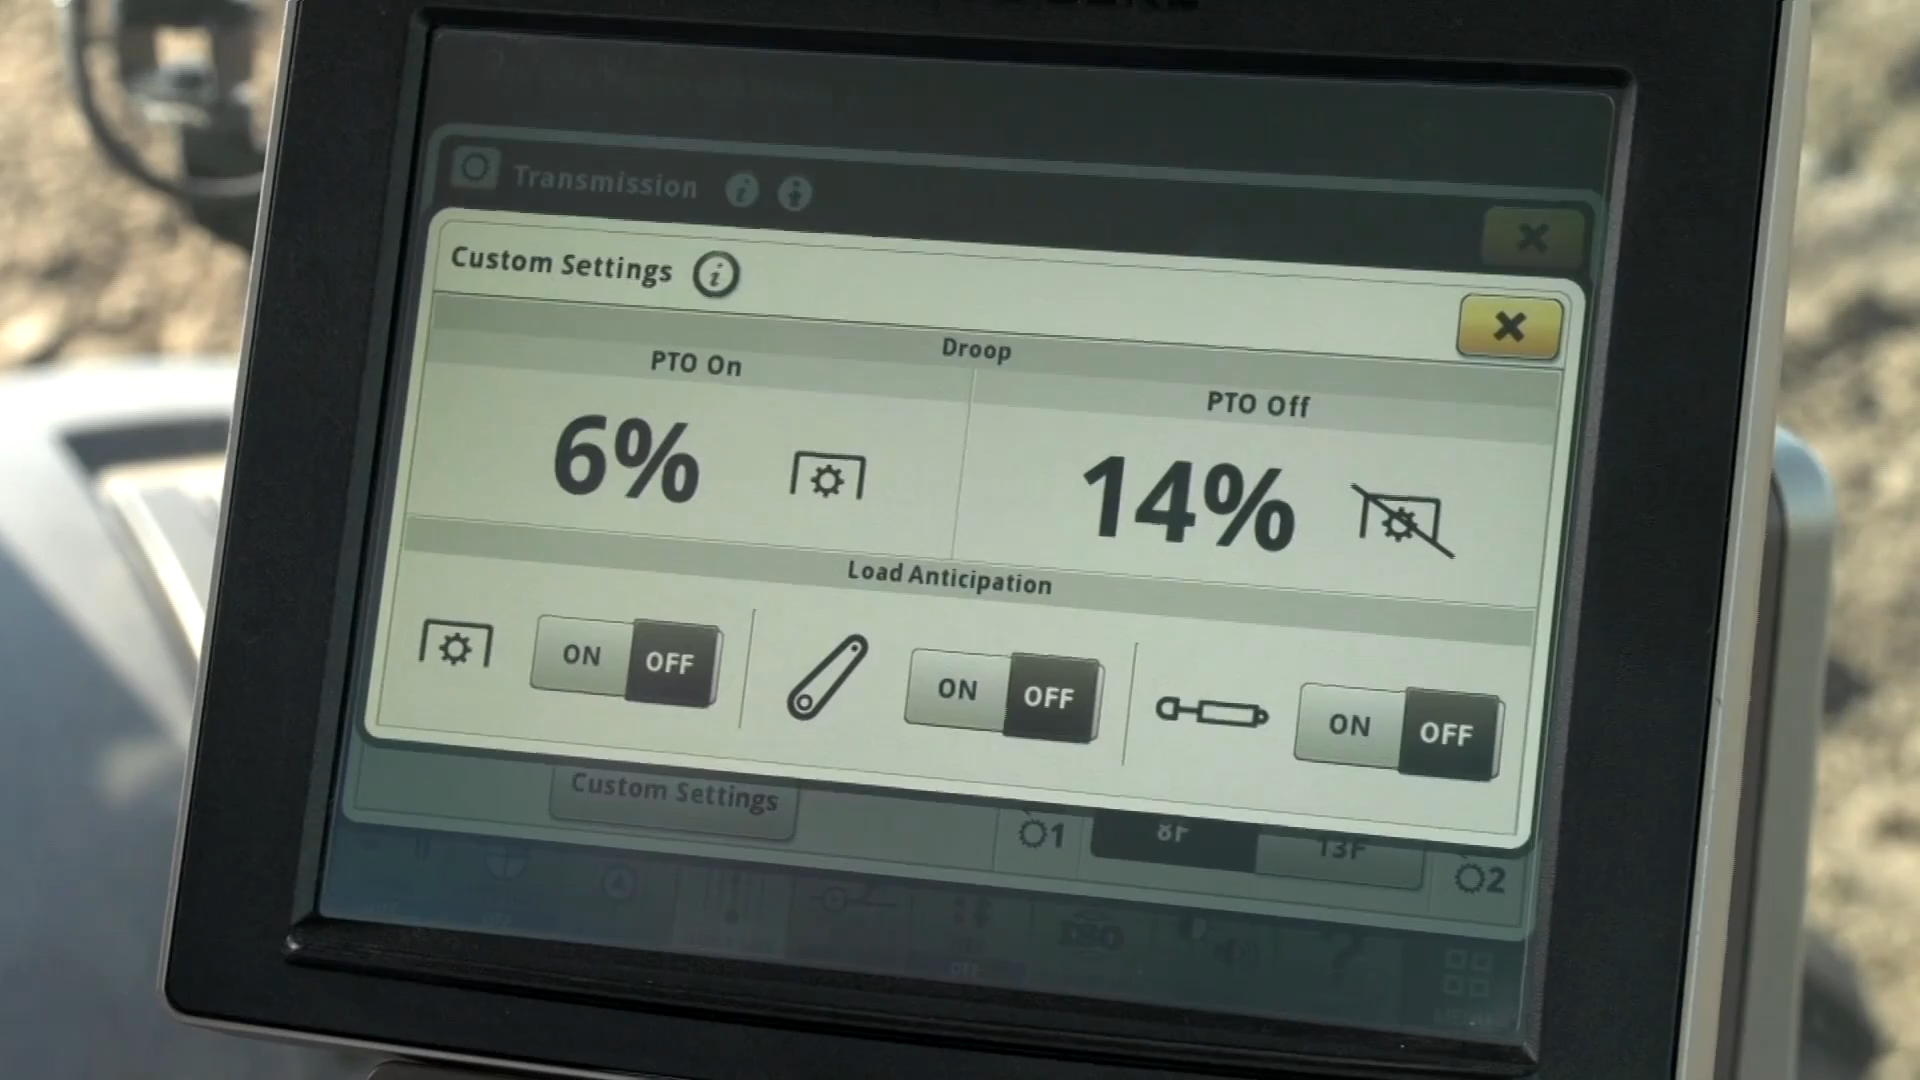 Transmission
Custom Settings
Droop
PTO On
PTO Off
6%
14%
Load Anticipation
ON OFF
ON OFF
ON OFF
Custom Settings
1
8F
13F
2
ISO